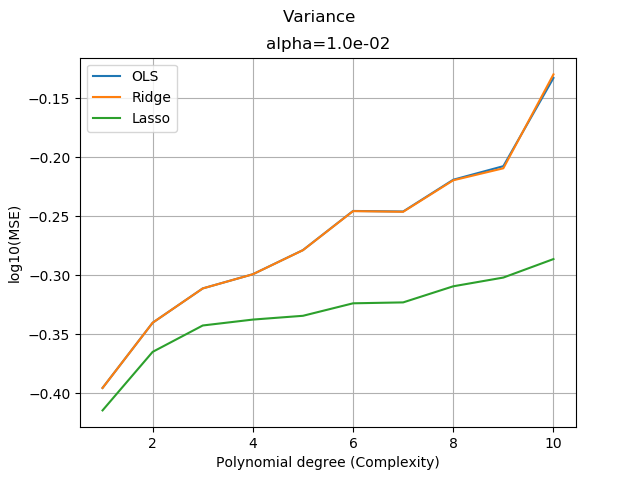 Variance
alpha=1.0e-02
OLS
Ridge
Lasso
−0.15
−0.20
−0.25
−0.30
−0.35
−0.40
log10(MSE)
2 4 6 8 10
Polynomial degree (Complexity)